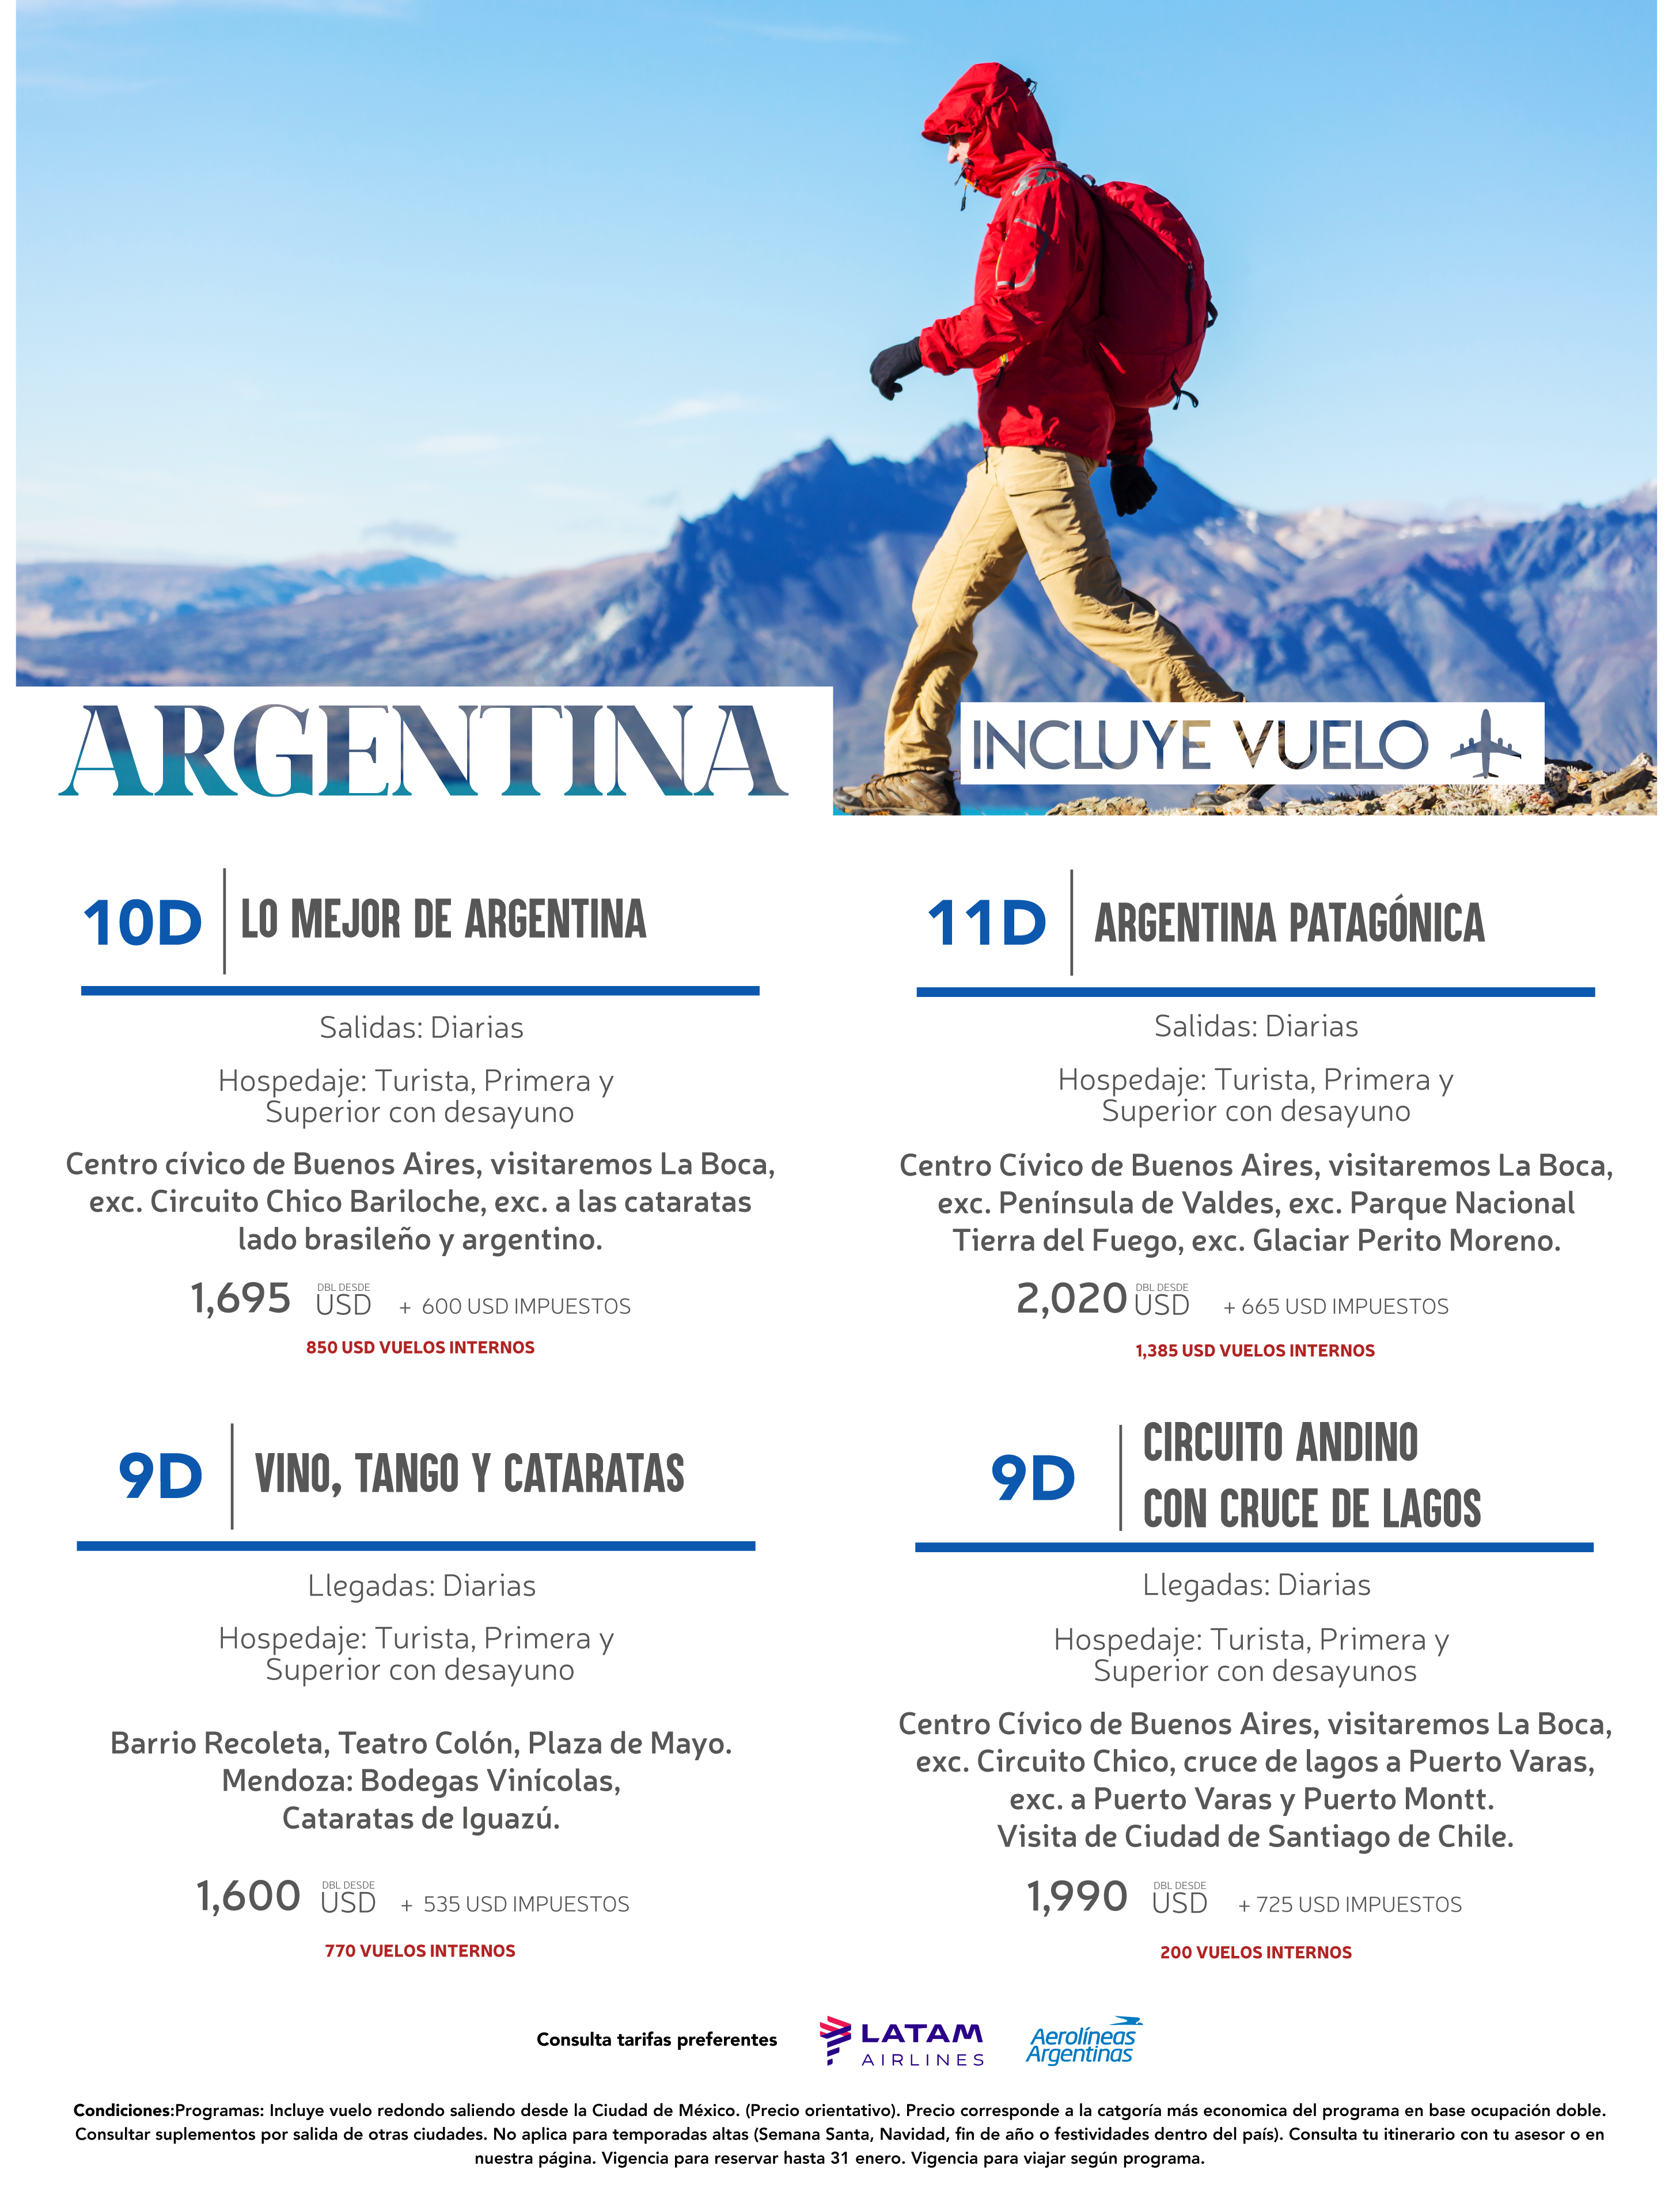 ARGENTINA
INCLUYE VUELO
10D
LO MEJOR DE ARGENTINA
Salidas: Diarias
Hospedaje: Turista, Primera y
Superior con desayuno
Centro cívico de Buenos Aires, visitaremos La Boca,
exc. Circuito Chico Bariloche, exc. a las cataratas
lado brasileño y argentino.
1,695 DBL DESDE USD + 600 USD IMPUESTOS
850 USD VUELOS INTERNOS
11D
ARGENTINA PATAGÓNICA
Salidas: Diarias
Hospedaje: Turista, Primera y
Superior con desayuno
Centro Cívico de Buenos Aires, visitaremos La Boca,
exc. Península de Valdes, exc. Parque Nacional
Tierra del Fuego, exc. Glaciar Perito Moreno.
2,020 DBL DESDE USD + 665 USD IMPUESTOS
1,385 USD VUELOS INTERNOS
9D
VINO, TANGO Y CATARATAS
Llegadas: Diarias
Hospedaje: Turista, Primera y
Superior con desayuno
Barrio Recoleta, Teatro Colón, Plaza de Mayo.
Mendoza: Bodegas Vinícolas,
Cataratas de Iguazú.
1,600 DBL DESDE USD + 535 USD IMPUESTOS
770 VUELOS INTERNOS
9D
CIRCUITO ANDINO
CON CRUCE DE LAGOS
Llegadas: Diarias
Hospedaje: Turista, Primera y
Superior con desayunos
Centro Cívico de Buenos Aires, visitaremos La Boca,
exc. Circuito Chico, cruce de lagos a Puerto Varas,
exc. a Puerto Varas y Puerto Montt.
Visita de Ciudad de Santiago de Chile.
1,990 DBL DESDE USD + 725 USD IMPUESTOS
200 VUELOS INTERNOS
Consulta tarifas preferentes
LATAM
AIRLINES
Aerolíneas
Argentinas
Condiciones:Programas: Incluye vuelo redondo saliendo desde la Ciudad de México. (Precio orientativo). Precio corresponde a la catgoría más economica del programa en base ocupación doble.
Consultar suplementos por salida de otras ciudades. No aplica para temporadas altas (Semana Santa, Navidad, fin de año o festividades dentro del país). Consulta tu itinerario con tu asesor o en
nuestra página. Vigencia para reservar hasta 31 enero. Vigencia para viajar según programa.